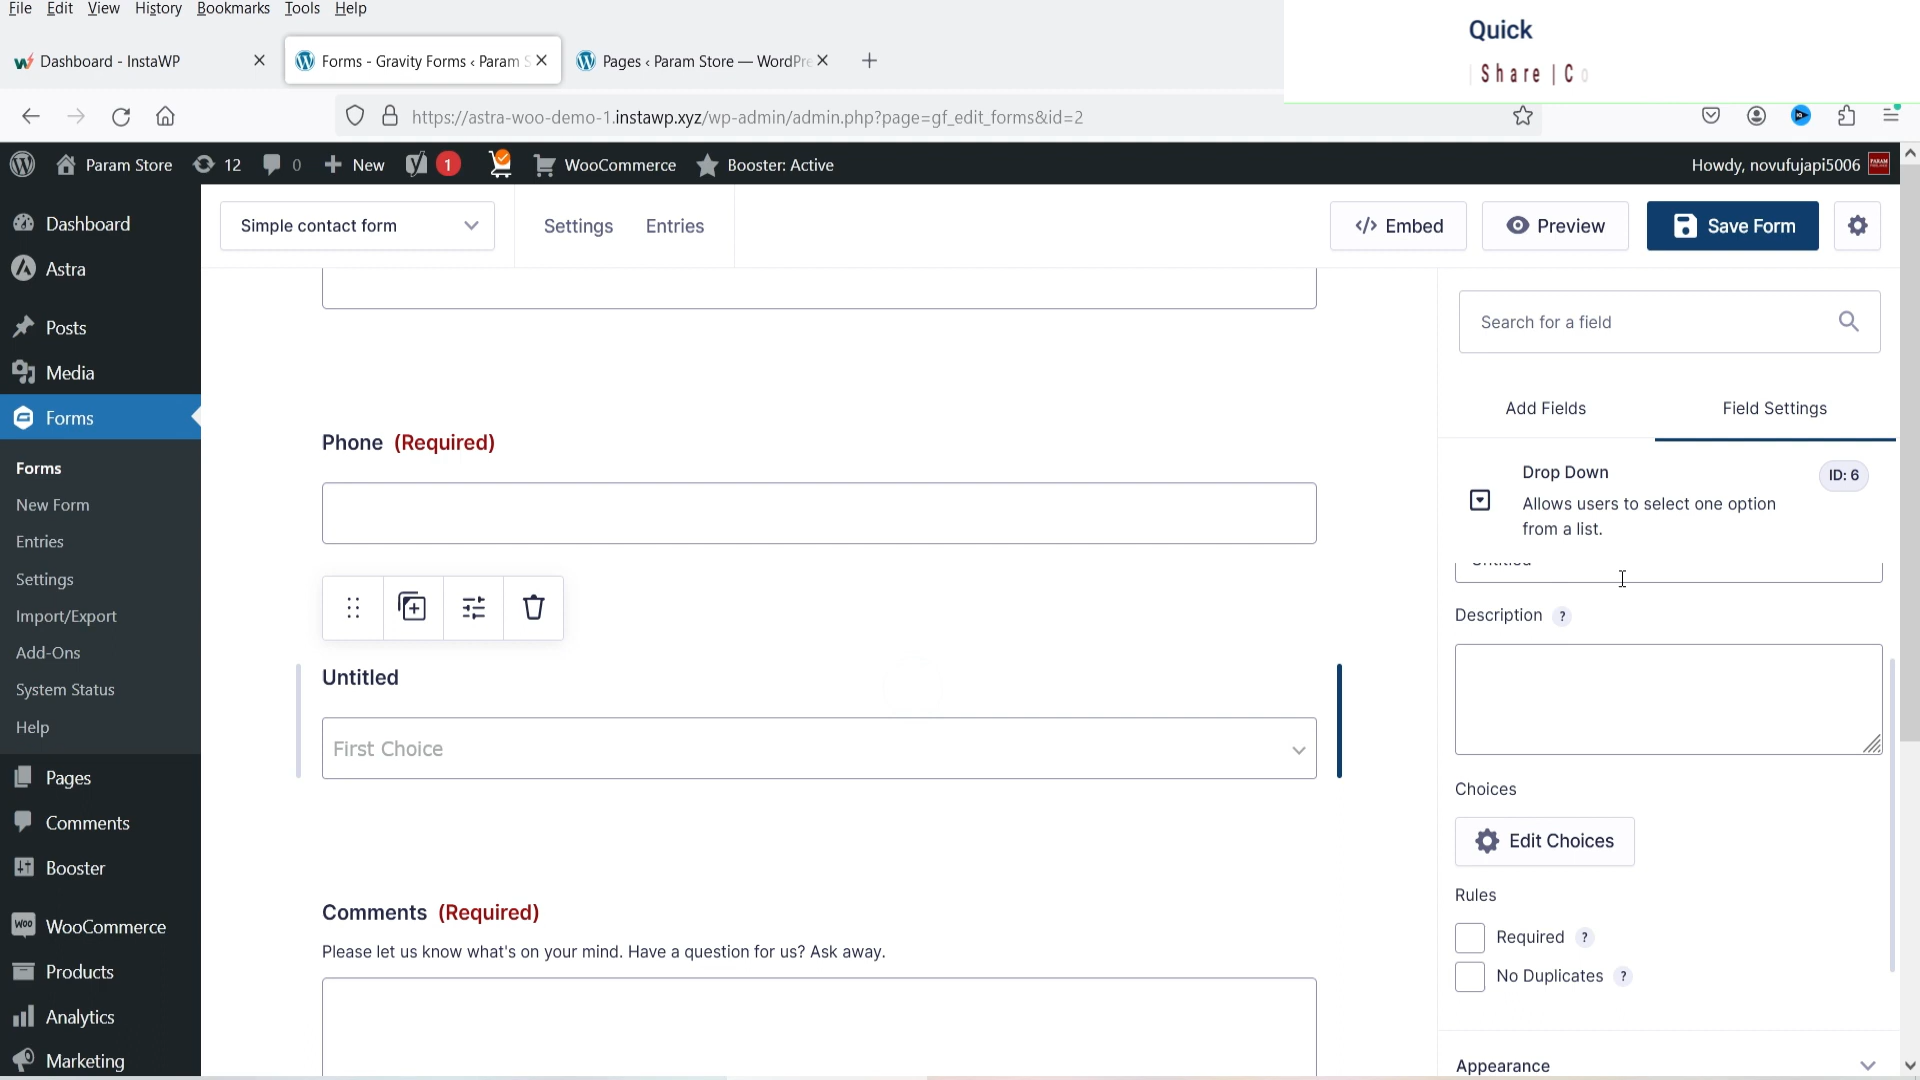 File Edit View History Bookmarks Tools Help
Quick
Share | Co
Dashboard - InstaWP
Forms - Gravity Forms ‹ Param S
Pages ‹ Param Store — WordPre
https://astra-woo-demo-1.instawp.xyz/wp-admin/admin.php?page=gf_edit_forms&id=2
Param Store 12 0 New 1 WooCommerce Booster: Active Howdy, novufujapi5006
Simple contact form Settings Entries Embed Preview Save Form
Dashboard
Astra
Posts
Media
Forms
Forms
New Form
Entries
Settings
Import/Export
Add-Ons
System Status
Help
Pages
Comments
Booster
WooCommerce
Products
Analytics
Marketing
Phone (Required)
Untitled
First Choice
Comments (Required)
Please let us know what's on your mind. Have a question for us? Ask away.
Search for a field
Add Fields Field Settings
Drop Down ID: 6
Allows users to select one option
from a list.
Untitled
Description ?
Choices
Edit Choices
Rules
Required ?
No Duplicates ?
Appearance